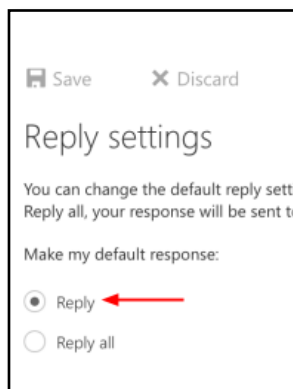 Save Discard
Reply settings
You can change the default reply sett
Reply all, your response will be sent t
Make my default response:
Reply
Reply all